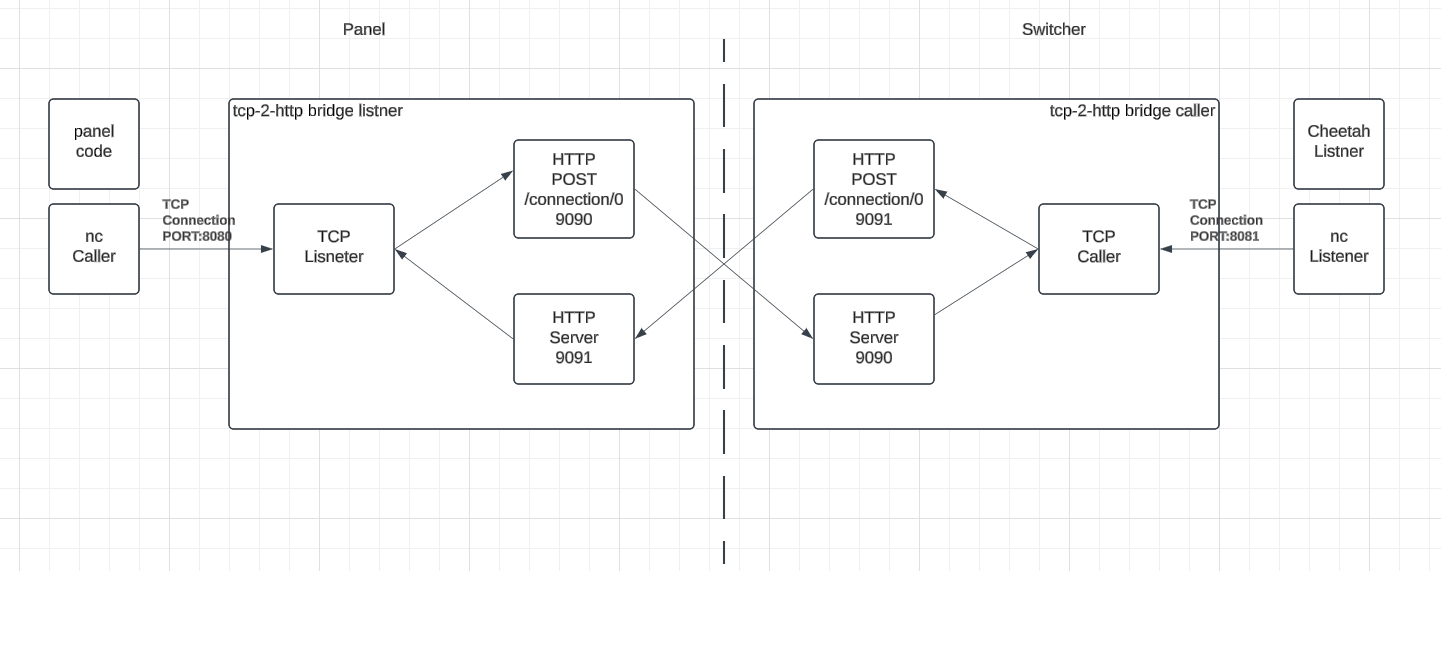 Panel
Switcher
tcp-2-http bridge listner
tcp-2-http bridge caller
panel
code
nc
Caller
TCP
Connection
PORT:8080
TCP
Lisneter
HTTP
POST
/connection/0
9090
HTTP
Server
9091
HTTP
POST
/connection/0
9091
HTTP
Server
9090
TCP
Caller
TCP
Connection
PORT:8081
Cheetah
Listner
nc
Listener